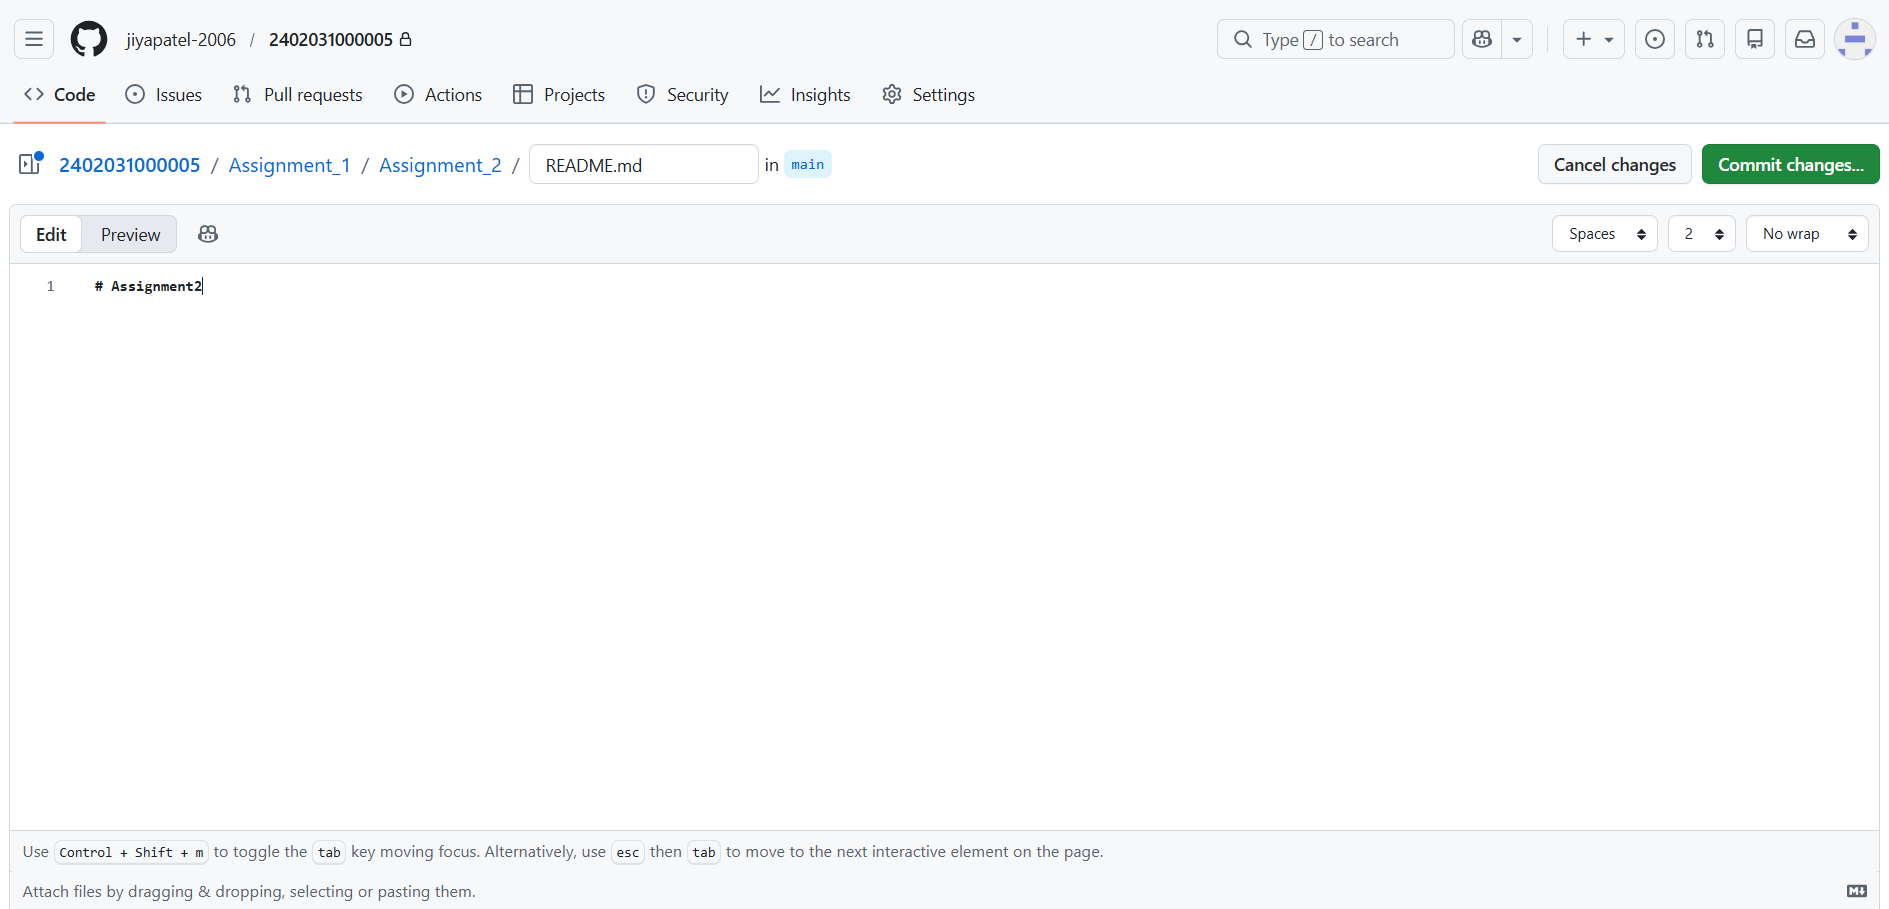 jiyapatel-2006 / 2402031000005 Type / to search
Code Issues Pull requests Actions Projects Security Insights Settings
2402031000005 / Assignment_1 / Assignment_2 / README.md in main Cancel changes Commit changes...
Edit Preview Spaces 2 No wrap
1 # Assignment2
Use Control + Shift + m to toggle the tab key moving focus. Alternatively, use esc then tab to move to the next interactive element on the page.
Attach files by dragging & dropping, selecting or pasting them.